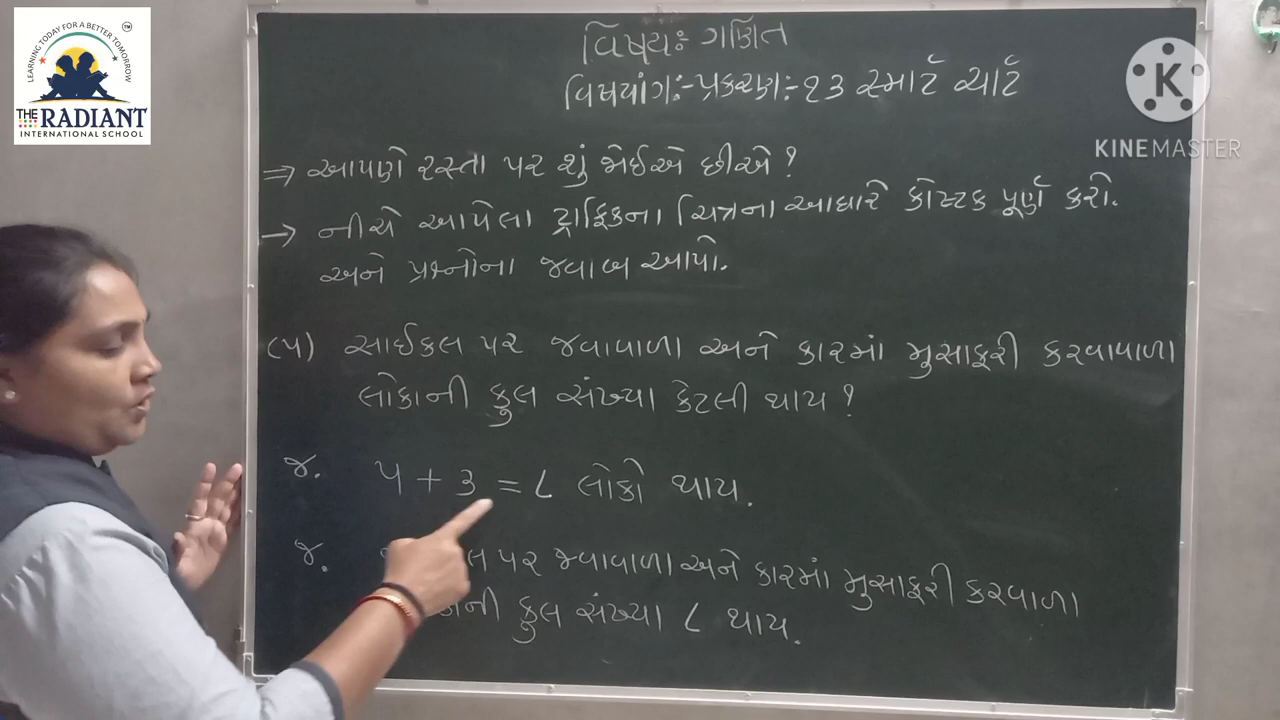 LEARNING TODAY FOR A BETTER TOMORROW
TM
THE RADIANT
INTERNATIONAL SCHOOL
K
KINEMASTER
વિષયઃ ગણિત
વિષયાંગઃ-પ્રકરણઃ-૧૩ સ્માર્ટ ચાર્ટ
⇒ આપણે રસ્તા પર શું જોઈએ છીએ ?
→ નીચે આપેલા ટ્રાફિકના ચિત્રના આધારે કોષ્ટક પૂર્ણ કરો.
અને પ્રશ્નોના જવાબ આપો.
(૫) સાઈકલ પર જવાવાળા અને કારમાં મુસાફરી કરવાવાળા
લોકોની કુલ સંખ્યા કેટલી થાય ?
જ. ૫ + ૩ = ૮ લોકો થાય.
જ. પર જવાવાળા અને કારમાં મુસાફરી કરવાળા
કુલ સંખ્યા ૮ થાય.